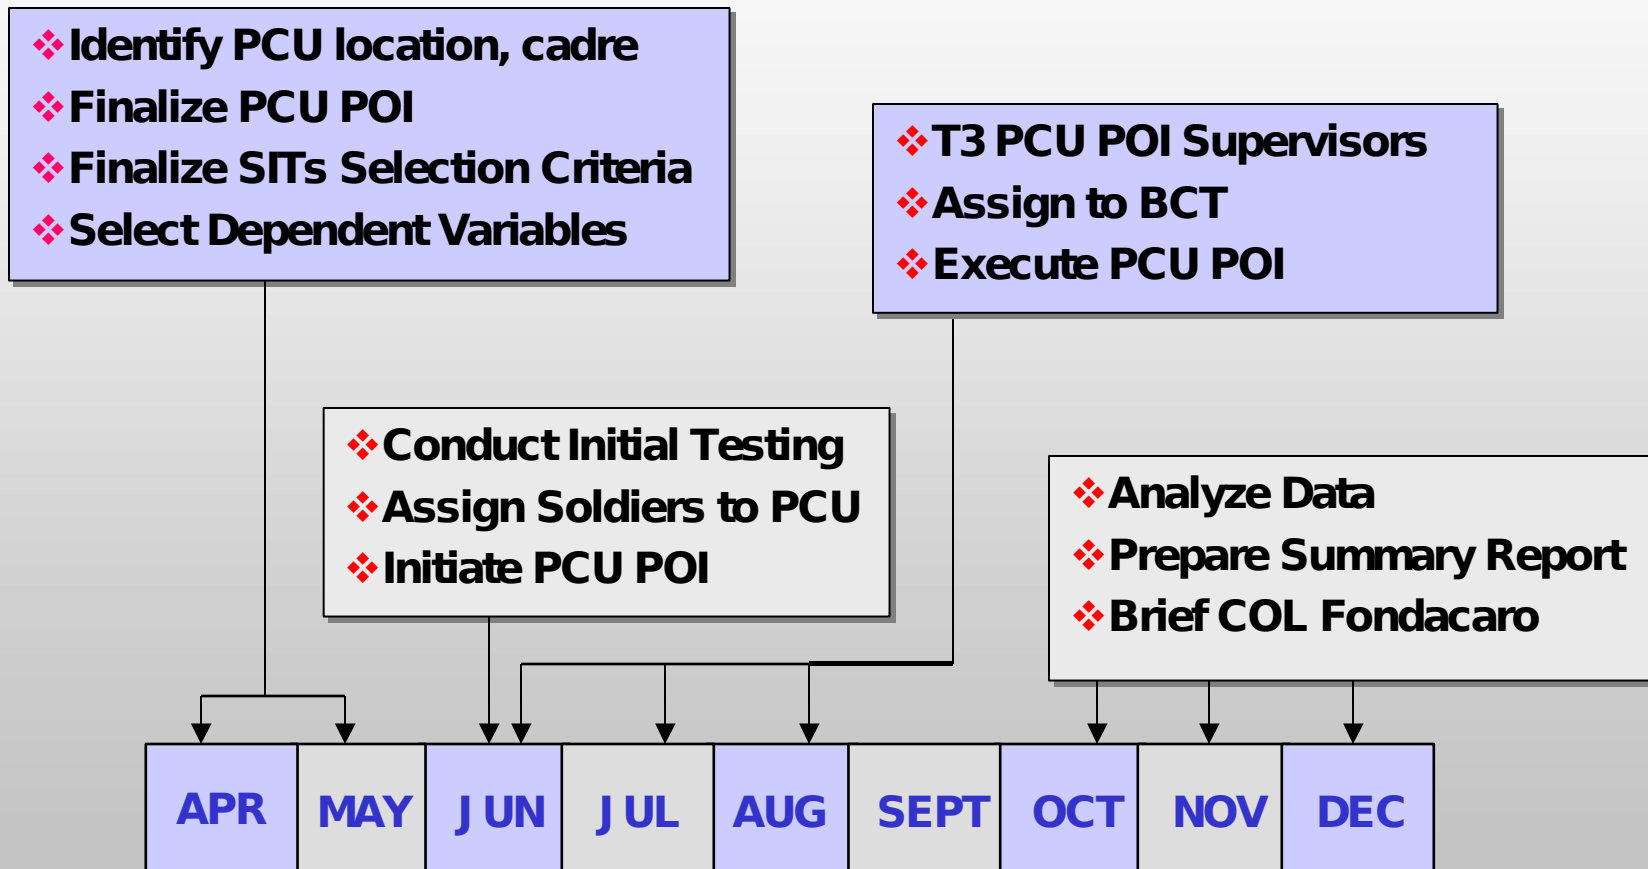 Identify PCU location, cadre
Finalize PCU POI
Finalize SITs Selection Criteria
Select Dependent Variables
T3 PCU POI Supervisors
Assign to BCT
Execute PCU POI
Conduct Initial Testing
Assign Soldiers to PCU
Initiate PCU POI
Analyze Data
Prepare Summary Report
Brief COL Fondacaro
APR MAY JUN JUL AUG SEPT OCT NOV DEC